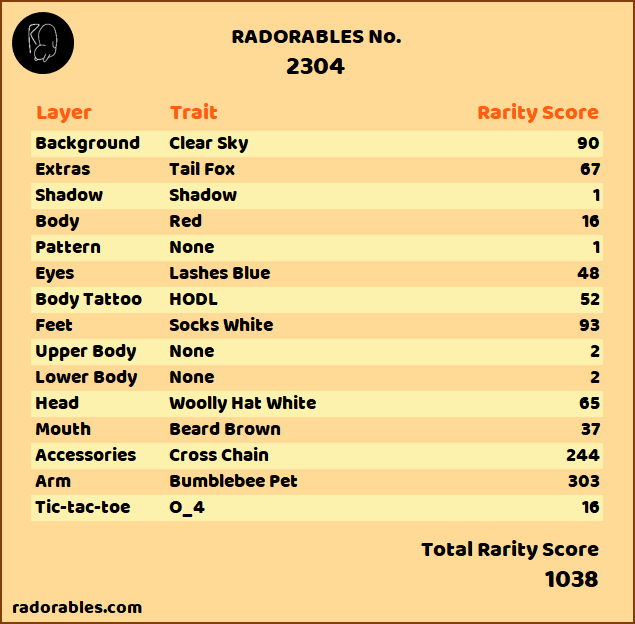 RADORABLES No.
2304
Layer Trait Rarity Score
Background Clear Sky 90
Extras Tail Fox 67
Shadow Shadow 1
Body Red 16
Pattern None 1
Eyes Lashes Blue 48
Body Tattoo HODL 52
Feet Socks White 93
Upper Body None 2
Lower Body None 2
Head Woolly Hat White 65
Mouth Beard Brown 37
Accessories Cross Chain 244
Arm Bumblebee Pet 303
Tic-tac-toe O_4 16
Total Rarity Score
1038
radorables.com